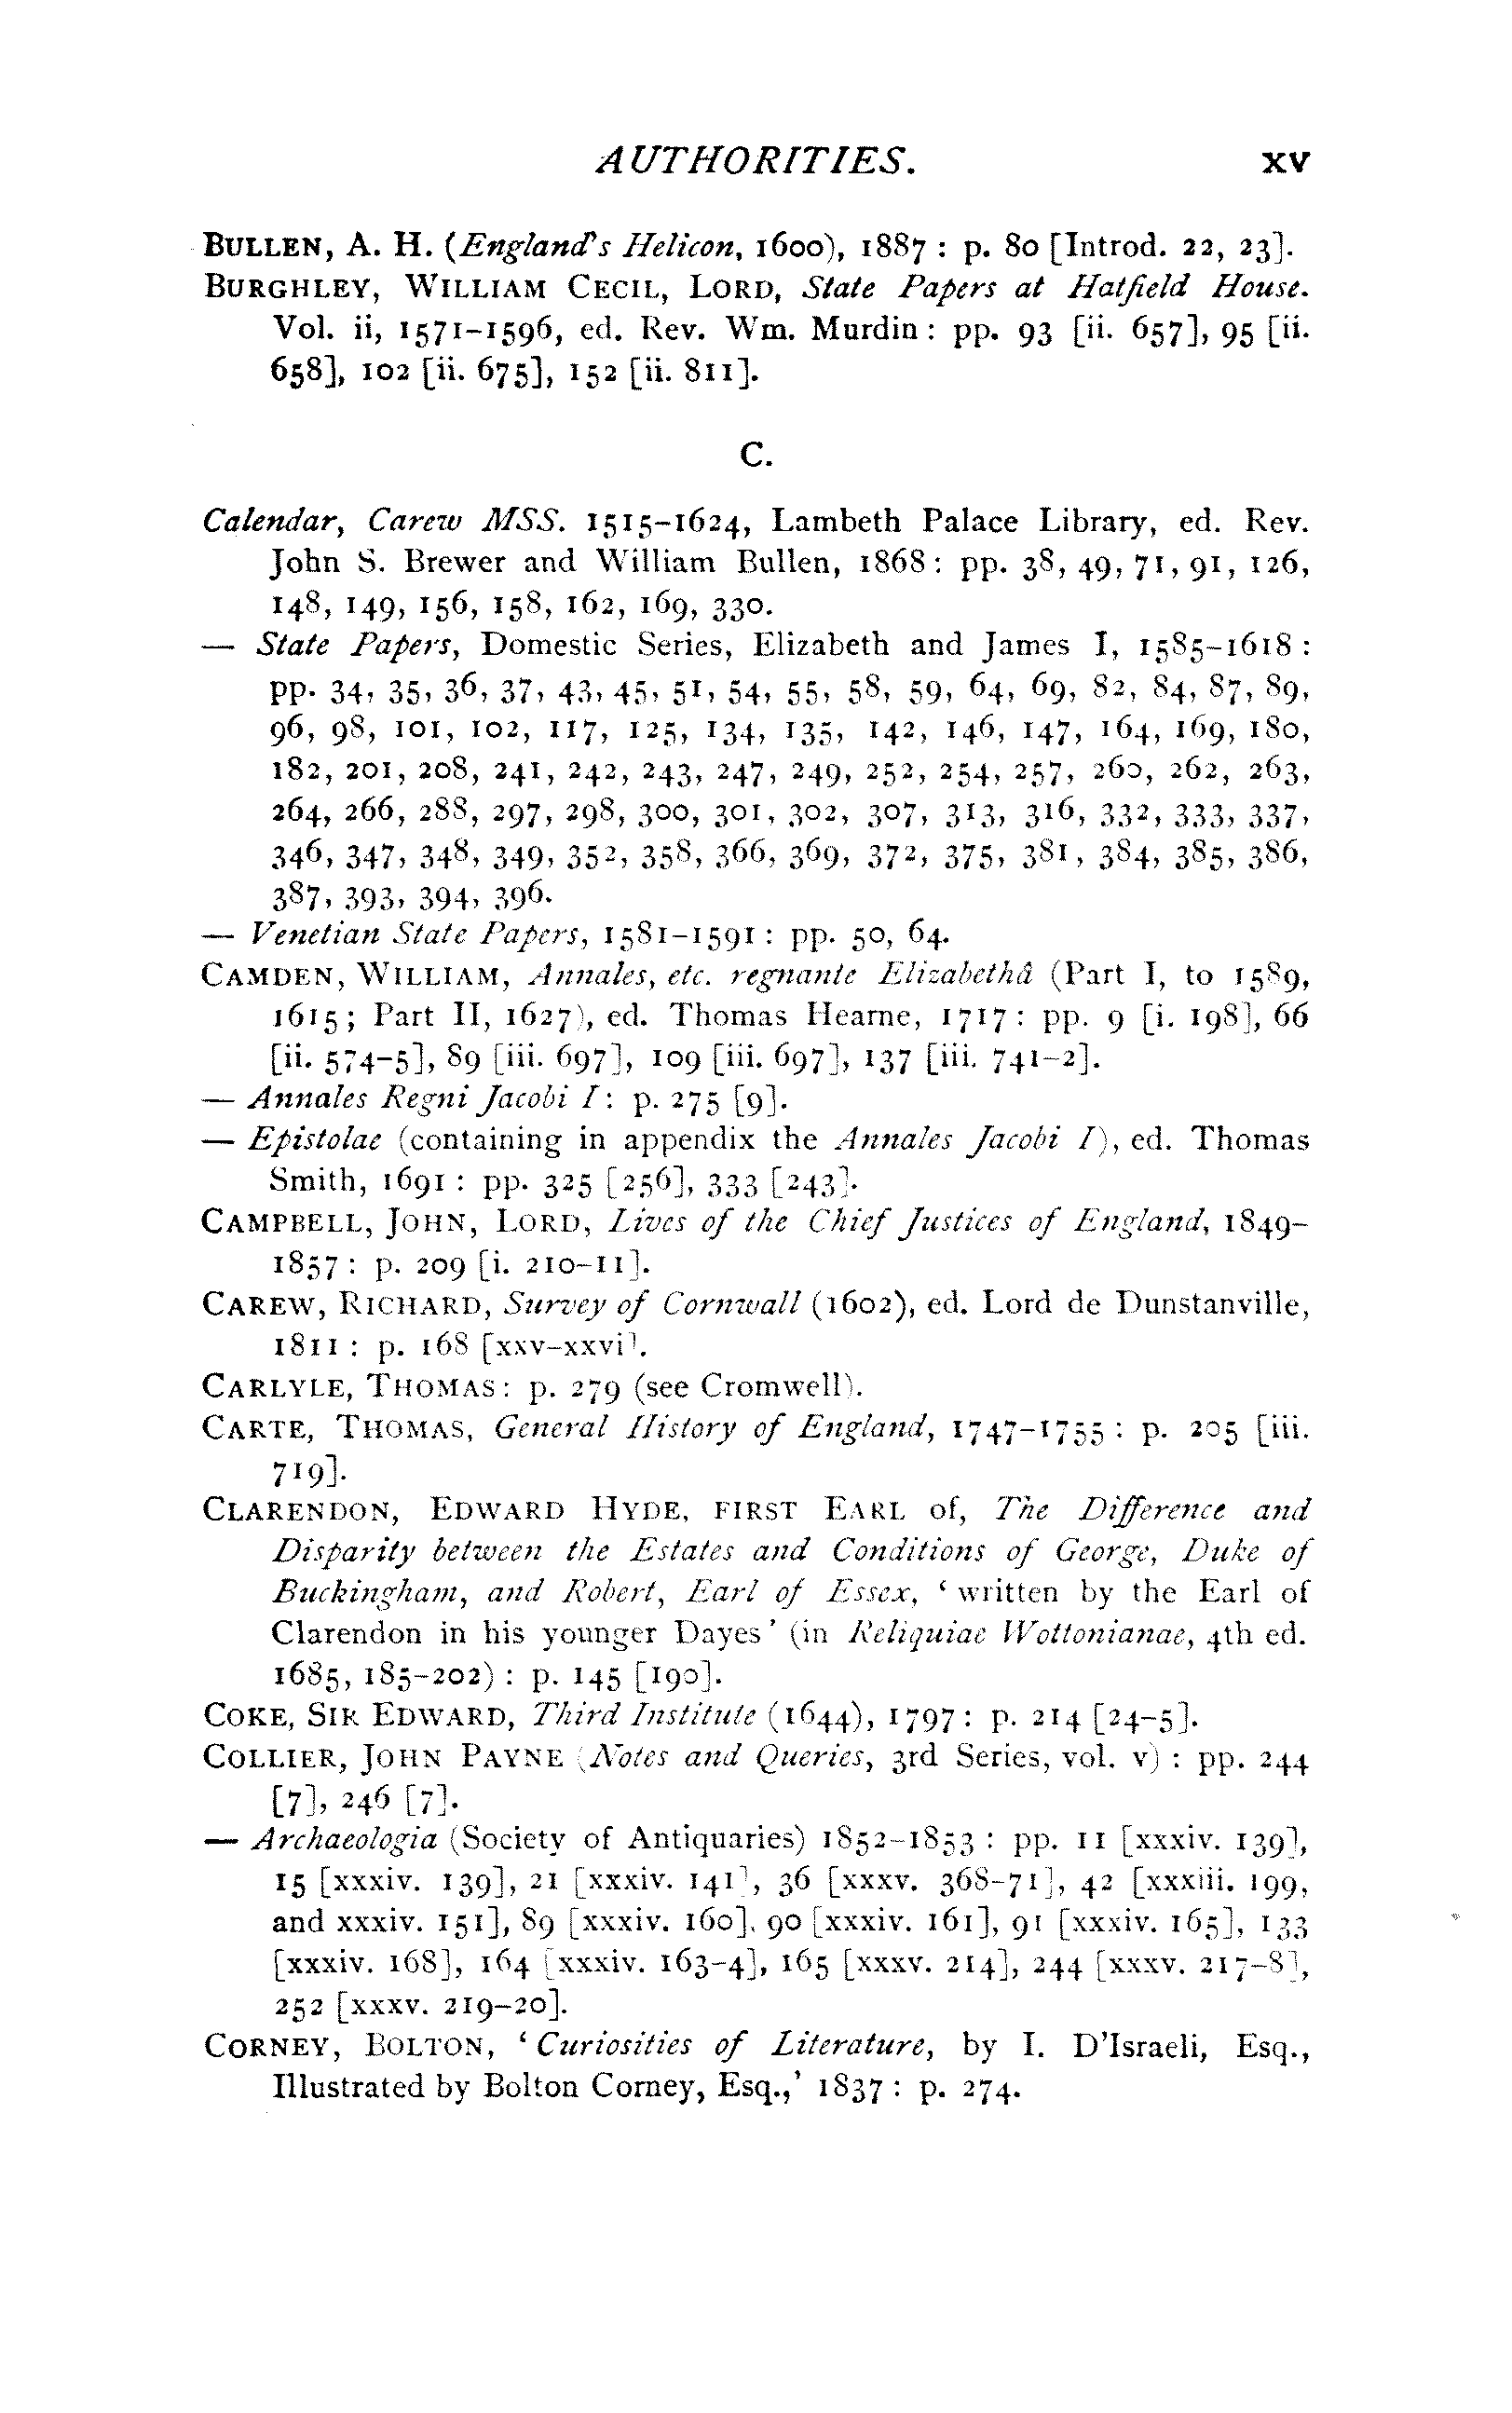 AUTHORITIES. xv
BULLEN, A. H. (England's Helicon, 1600), 1887 : p. 80 [Introd. 22, 23].
BURGHLEY, WILLIAM CECIL, LORD, State Papers at Hatfield House.
Vol. ii, 1571–1596, ed. Rev. Wm. Murdin: pp. 93 [ii. 657], 95 [ii.
658], 102 [ii. 675], 152 [ii. 811].
C.
Calendar, Carew MSS. 1515–1624, Lambeth Palace Library, ed. Rev.
John S. Brewer and William Bullen, 1868: pp. 38, 49, 71, 91, 126,
148, 149, 156, 158, 162, 169, 330.
— State Papers, Domestic Series, Elizabeth and James I, 1585–1618 :
pp. 34, 35, 36, 37, 43, 45, 51, 54, 55, 58, 59, 64, 69, 82, 84, 87, 89,
96, 98, 101, 102, 117, 125, 134, 135, 142, 146, 147, 164, 169, 180,
182, 201, 208, 241, 242, 243, 247, 249, 252, 254, 257, 260, 262, 263,
264, 266, 288, 297, 298, 300, 301, 302, 307, 313, 316, 332, 333, 337,
346, 347, 348, 349, 352, 358, 366, 369, 372, 375, 381, 384, 385, 386,
387, 393, 394, 396.
— Venetian State Papers, 1581–1591 : pp. 50, 64.
CAMDEN, WILLIAM, Annales, etc. regnante Elizabethâ (Part I, to 1589,
1615; Part II, 1627), ed. Thomas Hearne, 1717: pp. 9 [i. 198], 66
[ii. 574–5], 89 [iii. 697], 109 [iii. 697], 137 [iii. 741–2].
— Annales Regni Jacobi I: p. 275 [9].
— Epistolae (containing in appendix the Annales Jacobi I), ed. Thomas
Smith, 1691 : pp. 325 [256], 333 [243].
CAMPBELL, JOHN, LORD, Lives of the Chief Justices of England, 1849–
1857 : p. 209 [i. 210–11].
CAREW, RICHARD, Survey of Cornwall (1602), ed. Lord de Dunstanville,
1811 : p. 168 [xxv–xxvi].
CARLYLE, THOMAS: p. 279 (see Cromwell).
CARTE, THOMAS, General History of England, 1747–1755 : p. 205 [iii.
719].
CLARENDON, EDWARD HYDE, FIRST EARL of, The Difference and
Disparity between the Estates and Conditions of George, Duke of
Buckingham, and Robert, Earl of Essex, ‘ written by the Earl of
Clarendon in his younger Dayes’ (in Reliquiae Wottonianae, 4th ed.
1685, 185–202) : p. 145 [190].
COKE, SIR EDWARD, Third Institute (1644), 1797: p. 214 [24–5].
COLLIER, JOHN PAYNE (Notes and Queries, 3rd Series, vol. v) : pp. 244
[7], 246 [7].
— Archaeologia (Society of Antiquaries) 1852–1853 : pp. 11 [xxxiv. 139],
15 [xxxiv. 139], 21 [xxxiv. 141], 36 [xxxv. 368–71], 42 [xxxiii. 199,
and xxxiv. 151], 89 [xxxiv. 160], 90 [xxxiv. 161], 91 [xxxiv. 165], 133
[xxxiv. 168], 164 [xxxiv. 163–4], 165 [xxxv. 214], 244 [xxxv. 217–8],
252 [xxxv. 219–20].
CORNEY, BOLTON, ‘ Curiosities of Literature, by I. D'Israeli, Esq.,
Illustrated by Bolton Corney, Esq.,’ 1837 : p. 274.